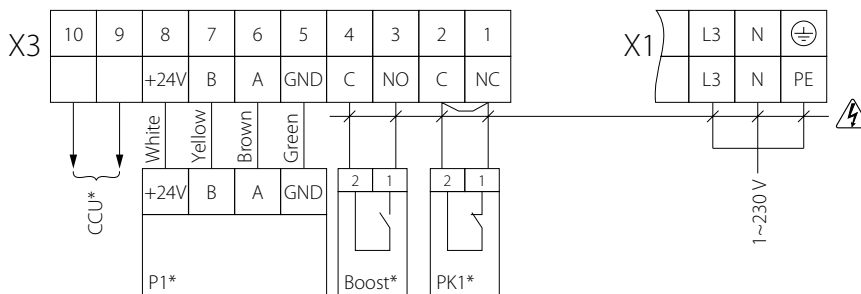 X3 10 9 8 7 6 5 4 3 2 1
+24V B A GND C NO C NC
X1 L3 N
L3 N PE
White
Yellow
Brown
Green
CCU*
+24V B A GND
P1*
2 1
Boost*
2 1
PK1*
1~230 V